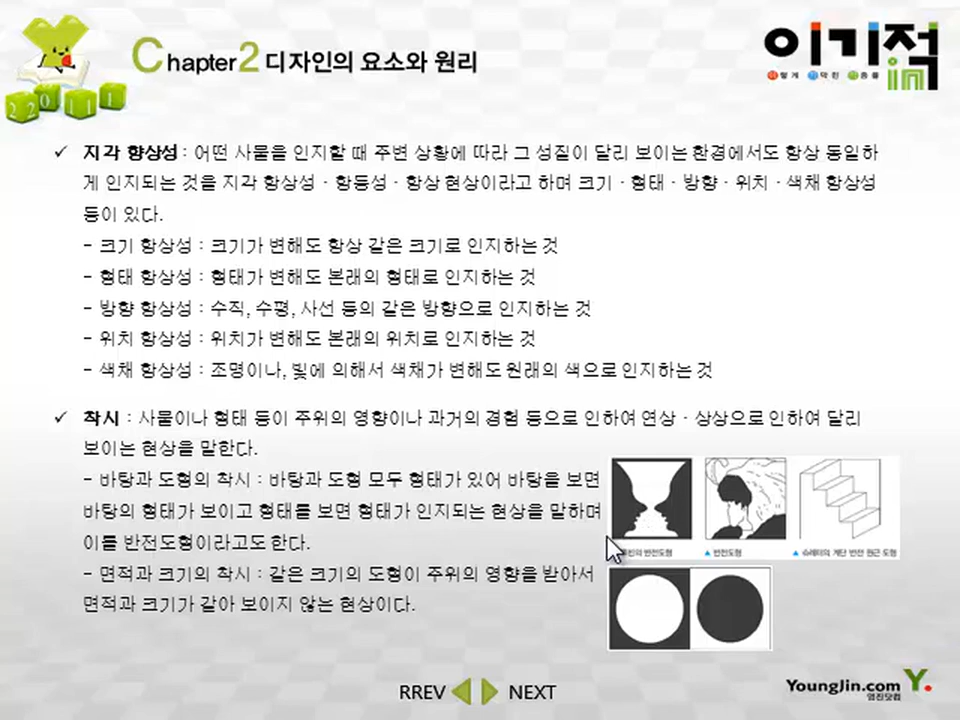 Chapter2 디자인의 요소와 원리
이기적in
이렇게 기막힌 적중률
2011
✓ 지각 항상성 : 어떤 사물을 인지할 때 주변 상황에 따라 그 성질이 달리 보이는 환경에서도 항상 동일하
게 인지되는 것을 지각 항상성 · 항등성 · 항상 현상이라고 하며 크기 · 형태 · 방향 · 위치 · 색채 항상성
등이 있다.
- 크기 항상성 : 크기가 변해도 항상 같은 크기로 인지하는 것
- 형태 항상성 : 형태가 변해도 본래의 형태로 인지하는 것
- 방향 항상성 : 수직, 수평, 사선 등의 같은 방향으로 인지하는 것
- 위치 항상성 : 위치가 변해도 본래의 위치로 인지하는 것
- 색채 항상성 : 조명이나, 빛에 의해서 색채가 변해도 원래의 색으로 인지하는 것
✓ 착시 : 사물이나 형태 등이 주위의 영향이나 과거의 경험 등으로 인하여 연상 · 상상으로 인하여 달리
보이는 현상을 말한다.
- 바탕과 도형의 착시 : 바탕과 도형 모두 형태가 있어 바탕을 보면
바탕의 형태가 보이고 형태를 보면 형태가 인지되는 현상을 말하며
이를 반전도형이라고도 한다.
- 면적과 크기의 착시 : 같은 크기의 도형이 주위의 영향을 받아서
면적과 크기가 같아 보이지 않는 현상이다.
루빈의 반전도형
▲ 반전도형
▲ 슈레더의 계단 반전 원근 도형
RREV NEXT
YoungJin.com Y.
영진닷컴